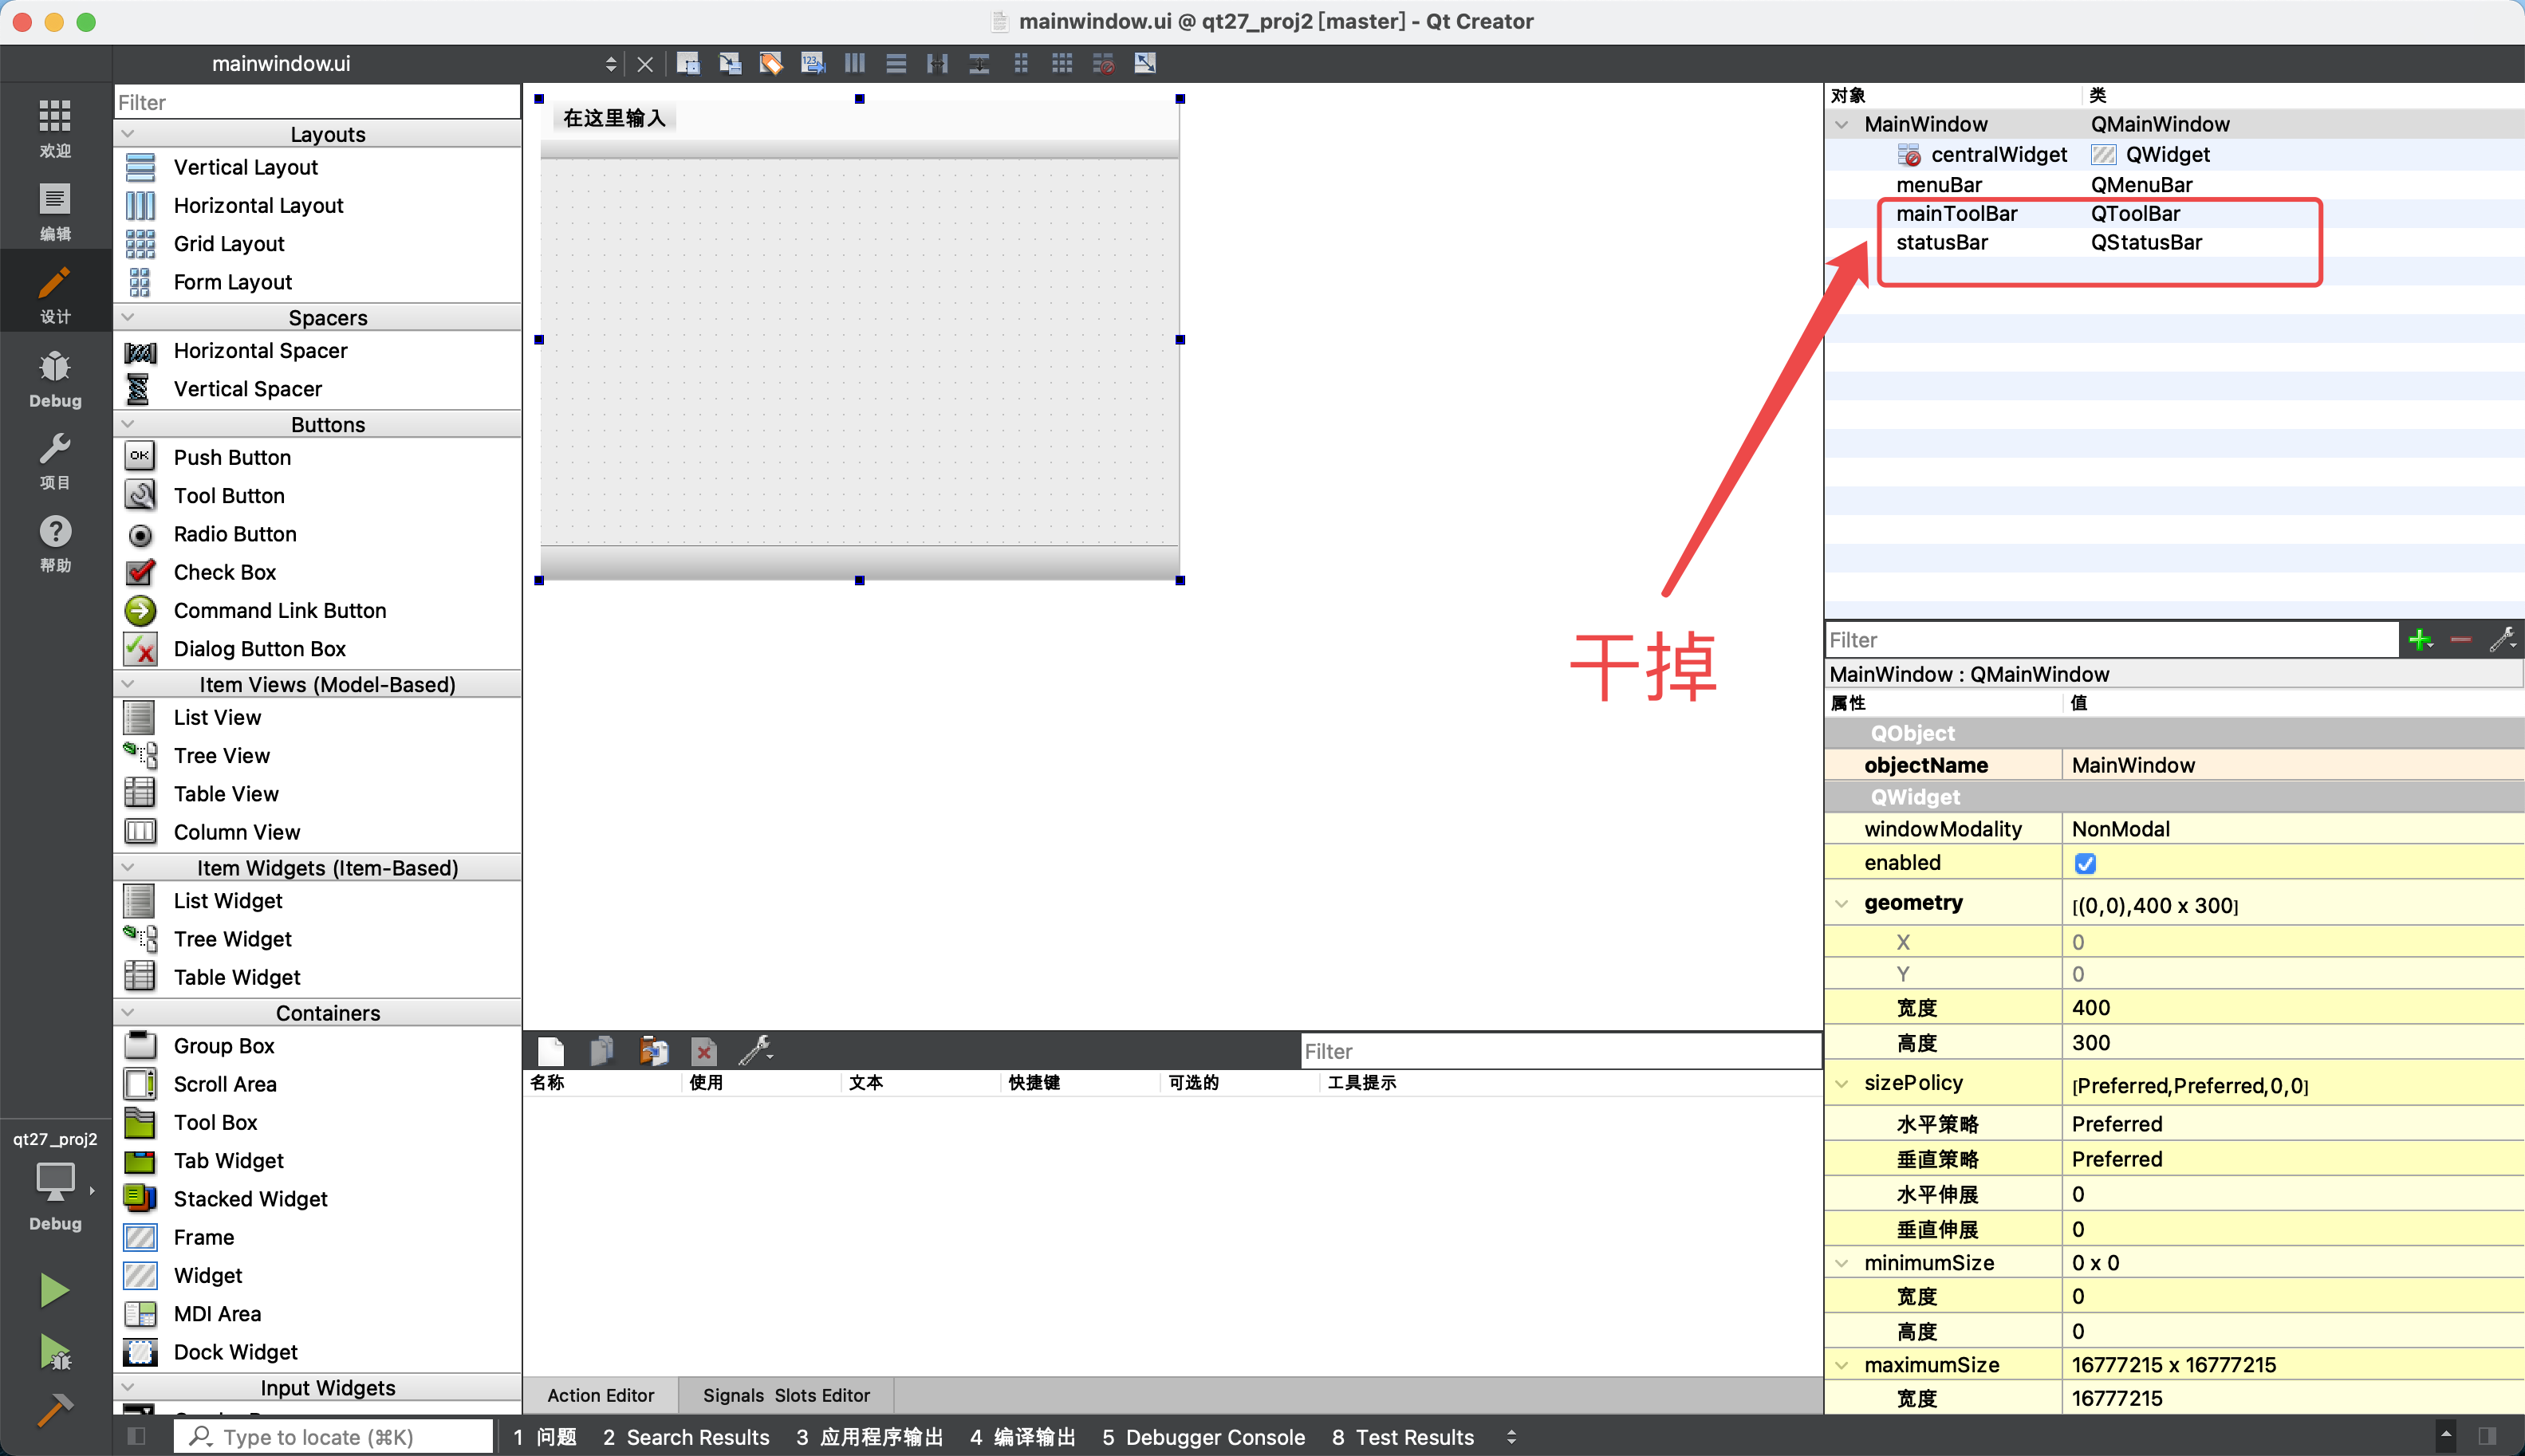 mainwindow.ui @ qt27_proj2 [master] - Qt Creator
mainwindow.ui
欢迎
编辑
设计
Debug
项目
帮助
qt27_proj2
Debug
Filter
Layouts
Vertical Layout
Horizontal Layout
Grid Layout
Form Layout
Spacers
Horizontal Spacer
Vertical Spacer
Buttons
OK Push Button
Tool Button
Radio Button
Check Box
Command Link Button
Dialog Button Box
Item Views (Model-Based)
List View
Tree View
Table View
Column View
Item Widgets (Item-Based)
List Widget
Tree Widget
Table Widget
Containers
Group Box
Scroll Area
Tool Box
Tab Widget
Stacked Widget
Frame
Widget
MDI Area
Dock Widget
Input Widgets
在这里输入
干掉
Filter
名称 使用 文本 快捷键 可选的 工具提示
Action Editor Signals Slots Editor
对象 类
MainWindow QMainWindow
centralWidget QWidget
menuBar QMenuBar
mainToolBar QToolBar
statusBar QStatusBar
Filter
MainWindow : QMainWindow
属性 值
QObject
objectName MainWindow
QWidget
windowModality NonModal
enabled
geometry [(0,0),400 x 300]
X 0
Y 0
宽度 400
高度 300
sizePolicy [Preferred,Preferred,0,0]
水平策略 Preferred
垂直策略 Preferred
水平伸展 0
垂直伸展 0
minimumSize 0 x 0
宽度 0
高度 0
maximumSize 16777215 x 16777215
宽度 16777215
Type to locate (⌘K) 1 问题 2 Search Results 3 应用程序输出 4 编译输出 5 Debugger Console 8 Test Results